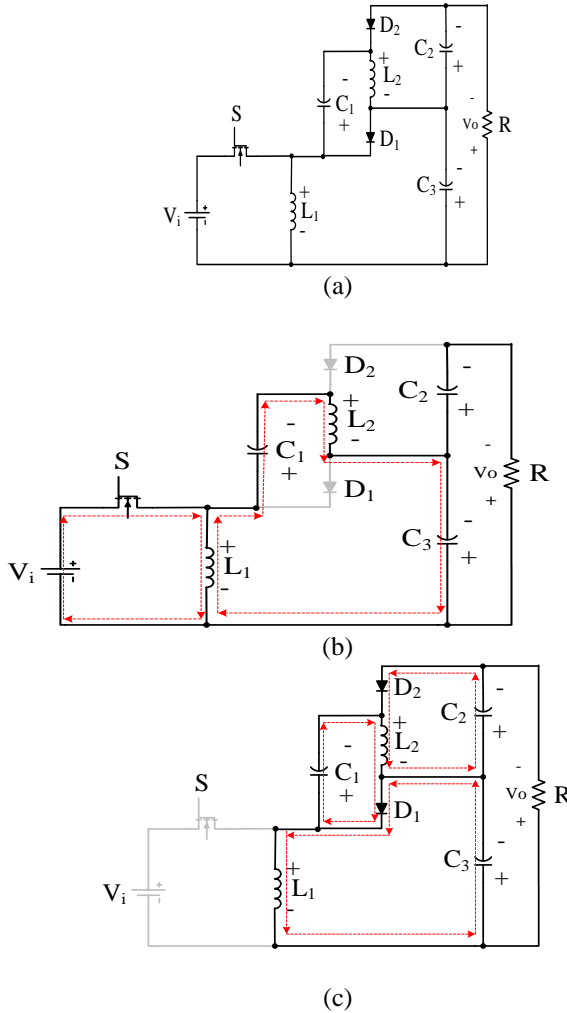 D₂
-
+
-
C₂
+
L₂
-
C₁
+
-
Vo
+
R
S
D₁
-
C₃
+
Vᵢ
+
-
+
L₁
-
(a)
D₂
-
C₂
+
+
L₂
-
-
C₁
+
-
Vo
+
R
S
D₁
-
C₃
+
Vᵢ
+
-
+
L₁
-
(b)
D₂
-
C₂
+
+
L₂
-
-
C₁
+
-
Vo
+
R
S
D₁
-
C₃
+
Vᵢ
+
-
+
L₁
-
(c)